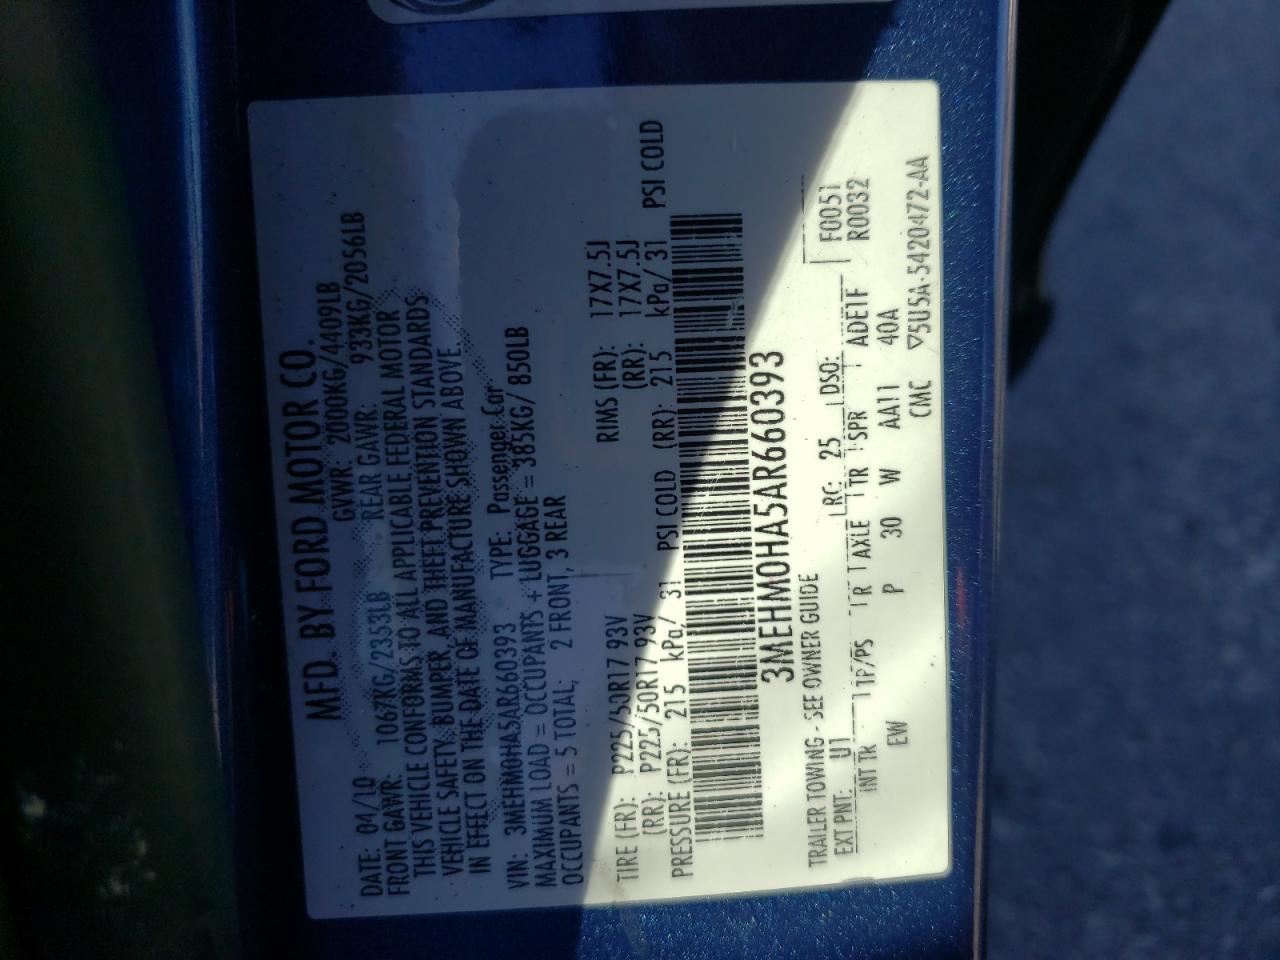 MFD. BY FORD MOTOR CO.
DATE: 04/10 GVWR: 2000KG/4409LB
FRONT GAWR: 1067KG/2353LB REAR GAWR: 933KG/2056LB
THIS VEHICLE CONFORMS TO ALL APPLICABLE FEDERAL MOTOR
VEHICLE SAFETY, BUMPER, AND THEFT PREVENTION STANDARDS
IN EFFECT ON THE DATE OF MANUFACTURE SHOWN ABOVE
VIN: 3MEHM0HA5AR660393 TYPE: Passenger Car
MAXIMUM LOAD = OCCUPANTS + LUGGAGE = 385KG/ 850LB
OCCUPANTS = 5 TOTAL, 2 FRONT, 3 REAR
TIRE (FR): P225/50R17 93V RIMS (FR): 17X7.5J
(RR): P225/50R17 93V (RR): 17X7.5J
PRESSURE (FR): 215 kPa/ 31 PSI COLD (RR): 215 kPa/ 31 PSI COLD
3MEHM0HA5AR660393
TRAILER TOWING - SEE OWNER GUIDE
EXT PNT: U1 RC: 25 DSO: F0051
INT TR TP/PS R AXLE TR SPR ADE1F R0032
EW P 30 W AA11 40A
CMC ▽5U5A-5420472-AA